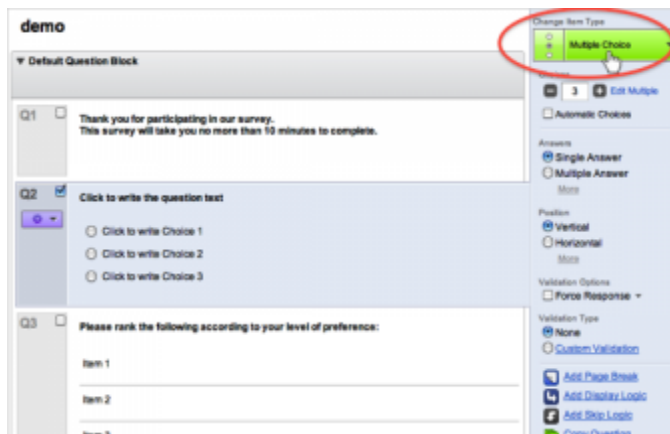 demo
Default Question Block
Q1
Thank you for participating in our survey.
This survey will take you no more than 10 minutes to complete.
Q2
Click to write the question text
Click to write Choice 1
Click to write Choice 2
Click to write Choice 3
Q3
Please rank the following according to your level of preference:
Item 1
Item 2
Change Item Type
Multiple Choice
Choices
3 Edit Multiple
Automatic Choices
Answers
Single Answer
Multiple Answer
More
Position
Vertical
Horizontal
More
Validation Options
Force Response
Validation Type
None
Custom Validation
Add Page Break
Add Display Logic
Add Skip Logic
Copy Question